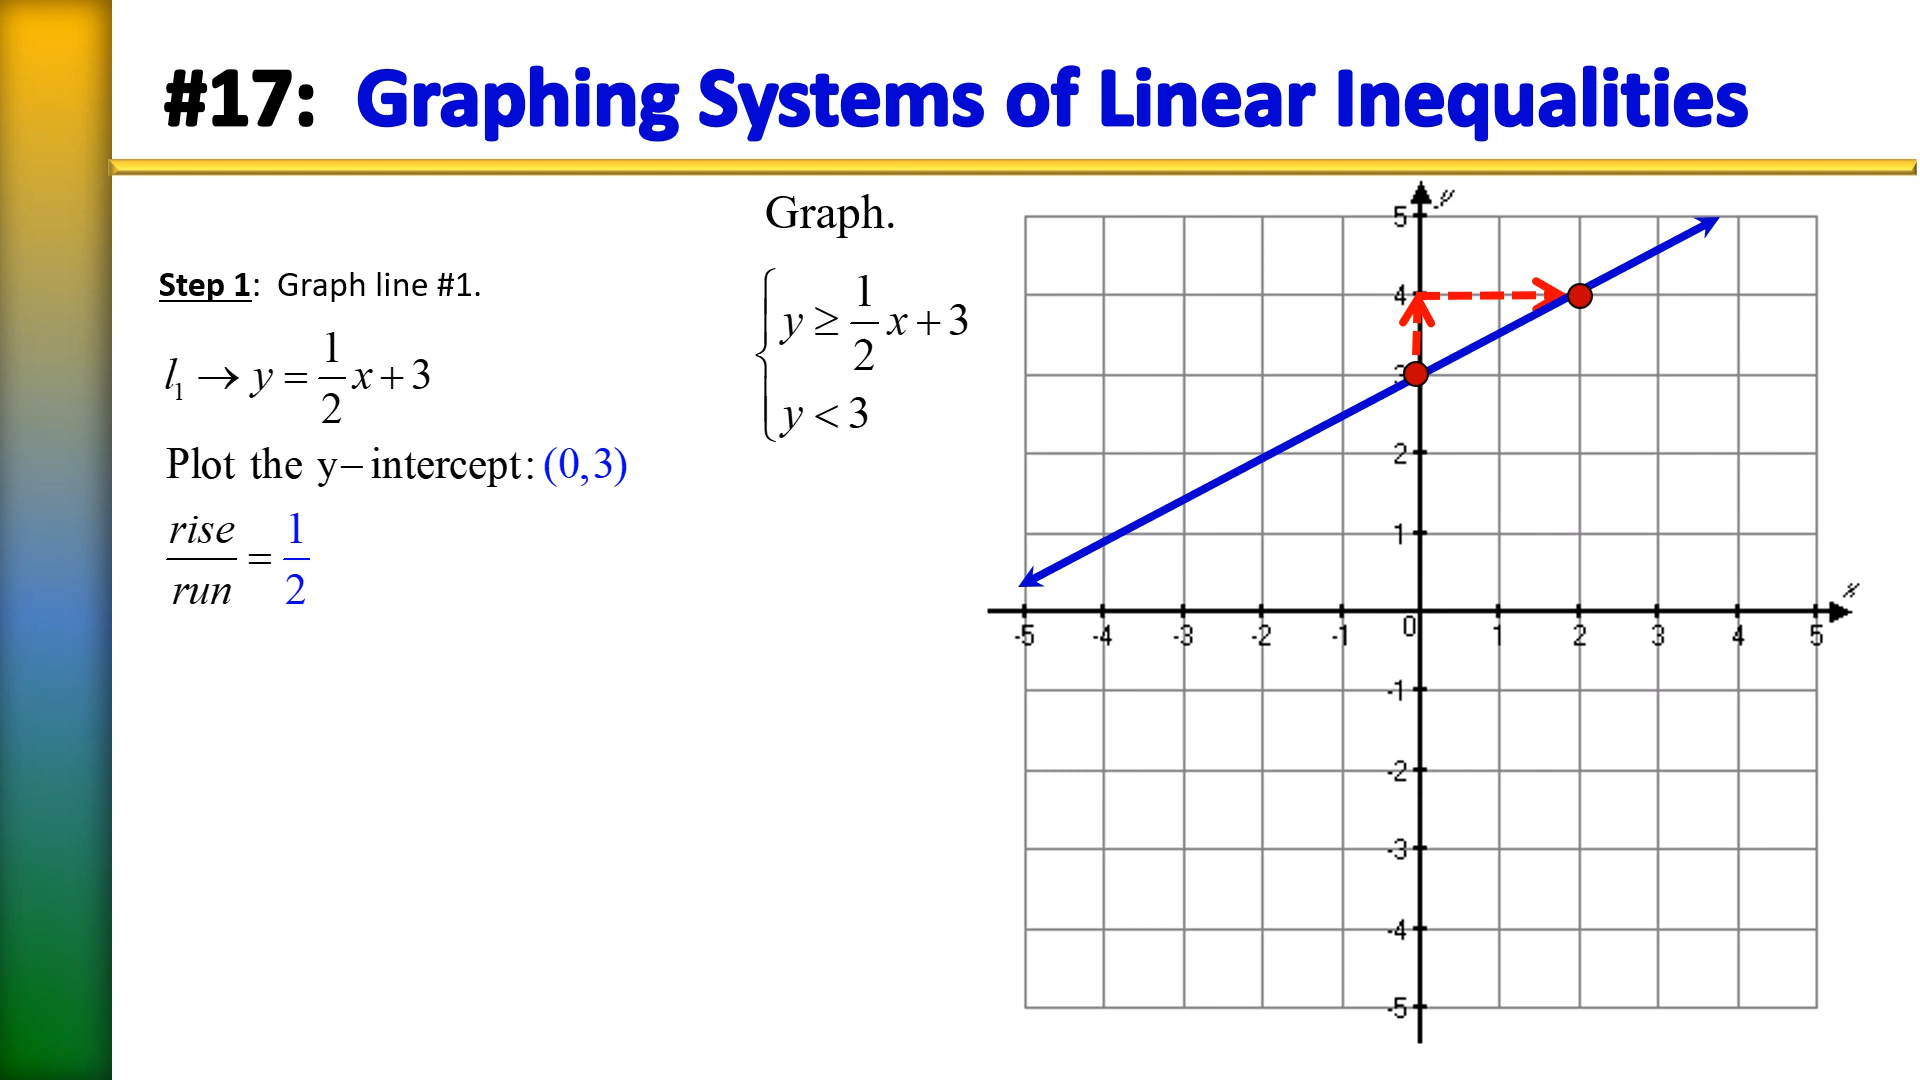 #17: Graphing Systems of Linear Inequalities
Graph.
{ y ≥ 1/2 x + 3
y < 3
Step 1: Graph line #1.
l₁ → y = 1/2 x + 3
Plot the y – intercept: (0,3)
rise/run = 1/2
y
5
4
3
2
1
x
-5 -4 -3 -2 -1 0 1 2 3 4 5
-1
-2
-3
-4
-5